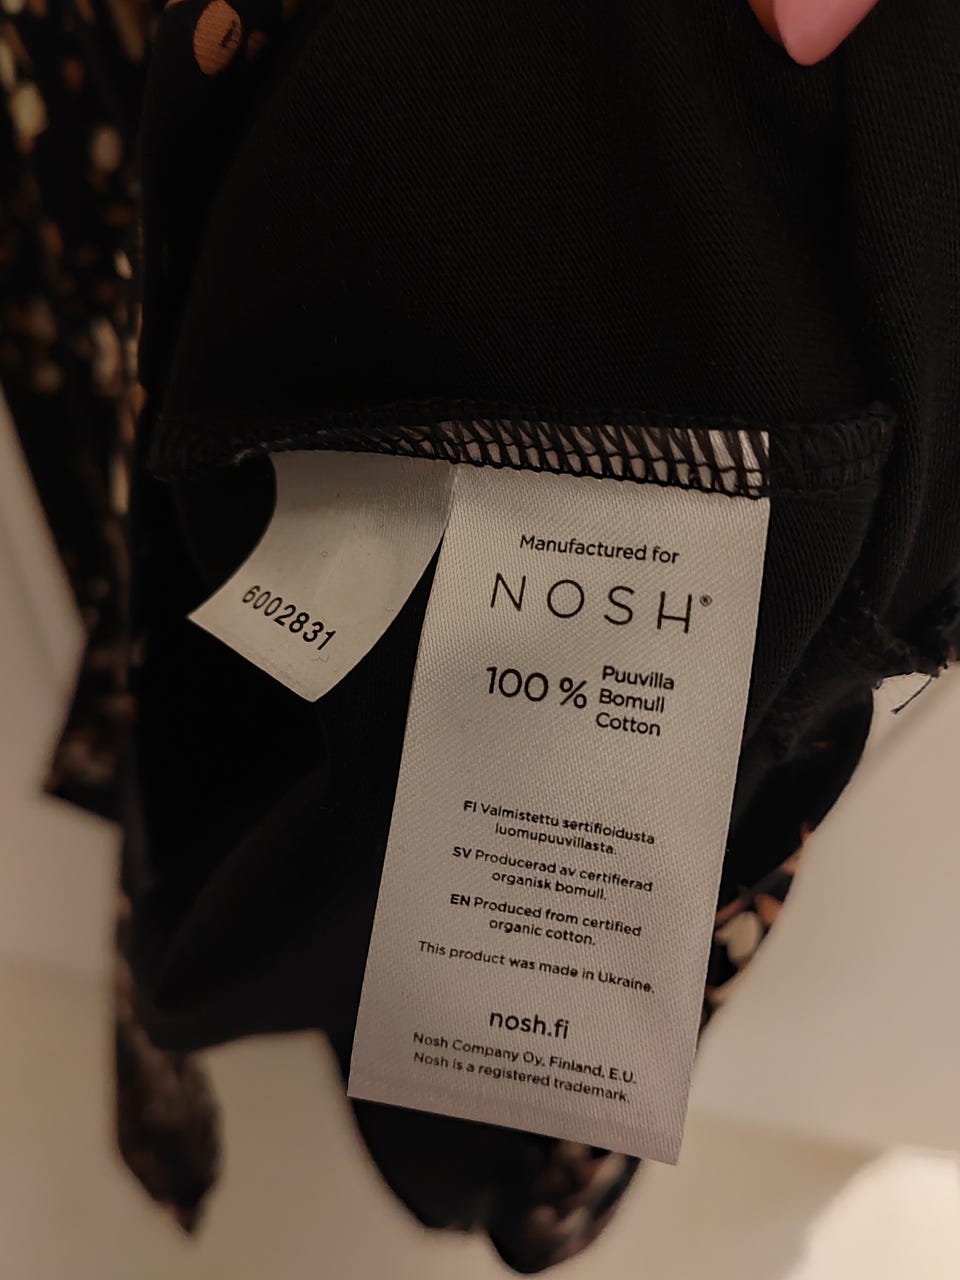 6002831
Manufactured for
NOSH®
100 % Puuvilla
Bomull
Cotton
FI Valmistettu sertifioidusta
luomupuuvillasta.
SV Producerad av certifierad
organisk bomull.
EN Produced from certified
organic cotton.
This product was made in Ukraine.
nosh.fi
Nosh Company Oy, Finland, E.U.
Nosh is a registered trademark.